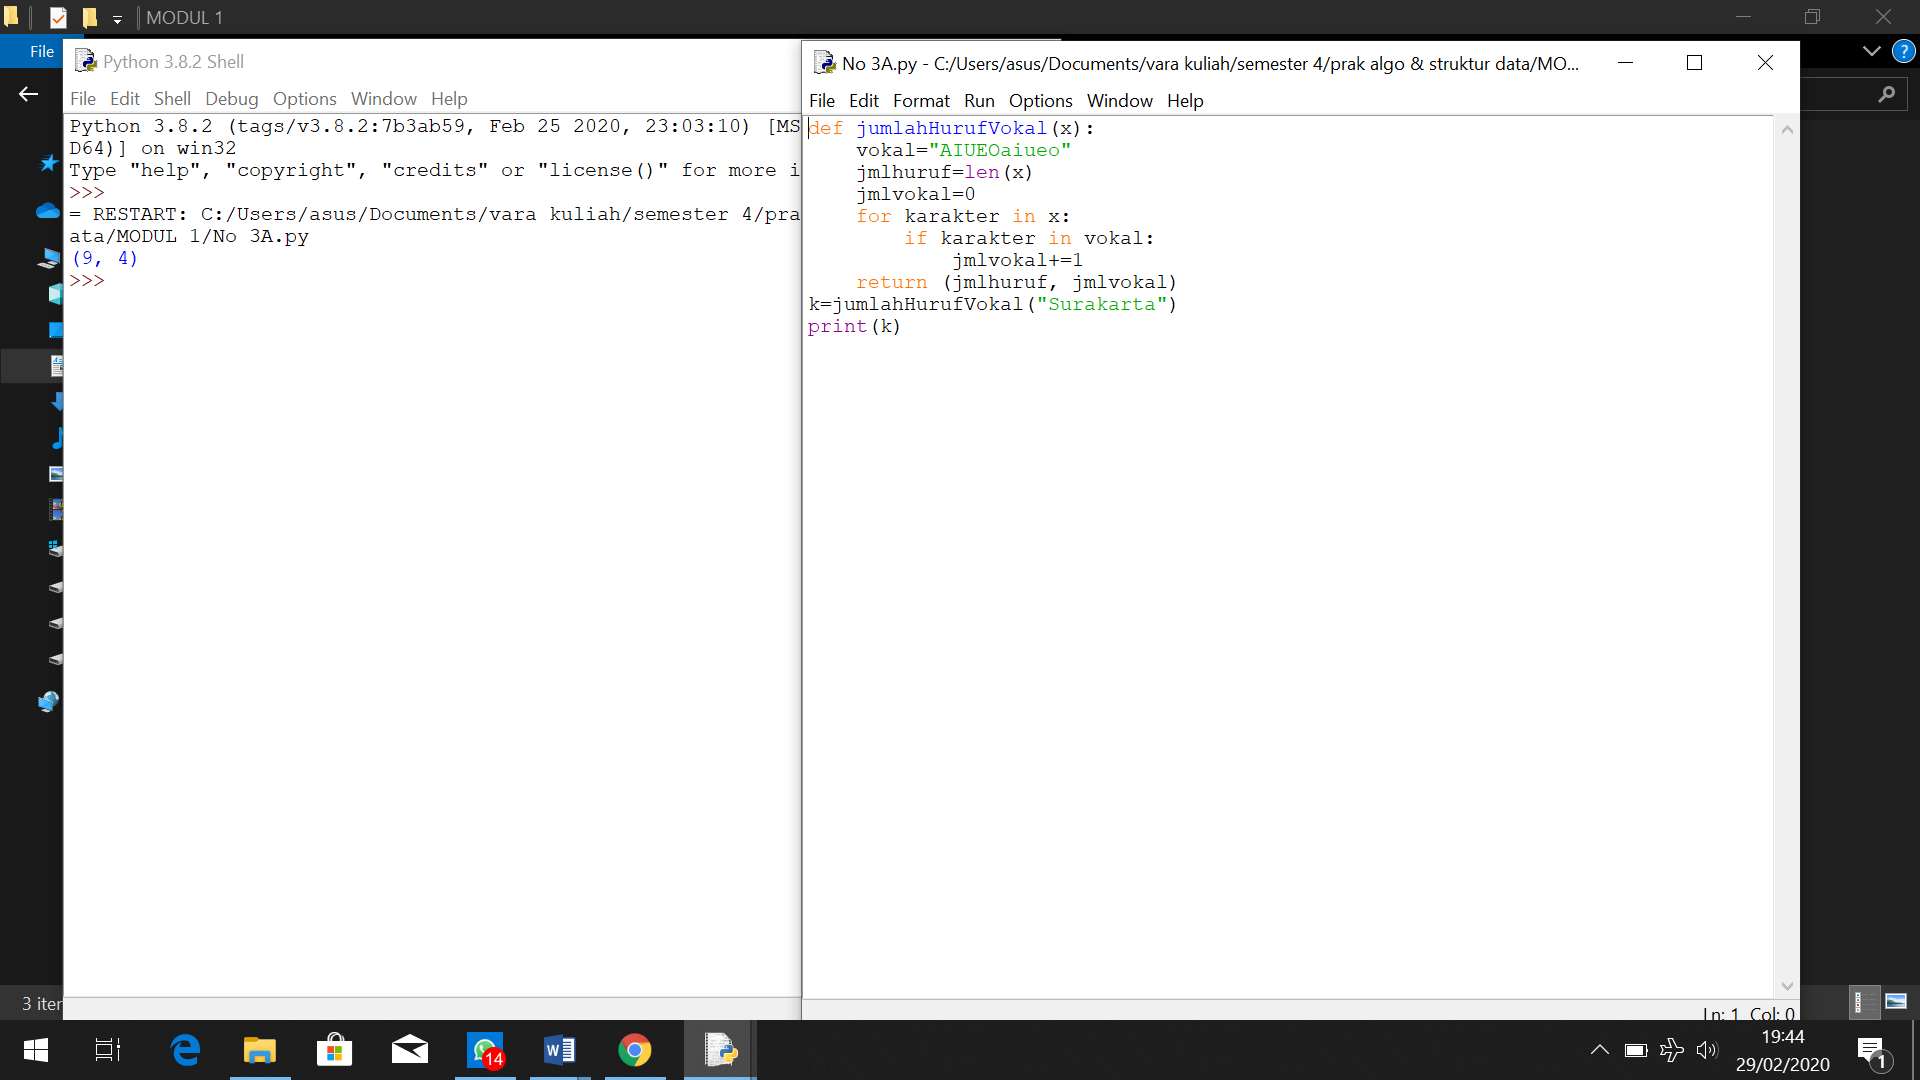 MODUL 1
File
Python 3.8.2 Shell
File Edit Shell Debug Options Window Help
Python 3.8.2 (tags/v3.8.2:7b3ab59, Feb 25 2020, 23:03:10) [MS
D64)] on win32
Type "help", "copyright", "credits" or "license()" for more i
>>>
= RESTART: C:/Users/asus/Documents/vara kuliah/semester 4/pra
ata/MODUL 1/No 3A.py
(9, 4)
>>>
No 3A.py - C:/Users/asus/Documents/vara kuliah/semester 4/prak algo & struktur data/MO...
File Edit Format Run Options Window Help
def jumlahHurufVokal(x):
    vokal="AIUEOaiueo"
    jmlhuruf=len(x)
    jmlvokal=0
    for karakter in x:
        if karakter in vokal:
            jmlvokal+=1
    return (jmlhuruf, jmlvokal)
k=jumlahHurufVokal("Surakarta")
print(k)
Ln: 1 Col: 0
3 iter
14
19:44
29/02/2020
1